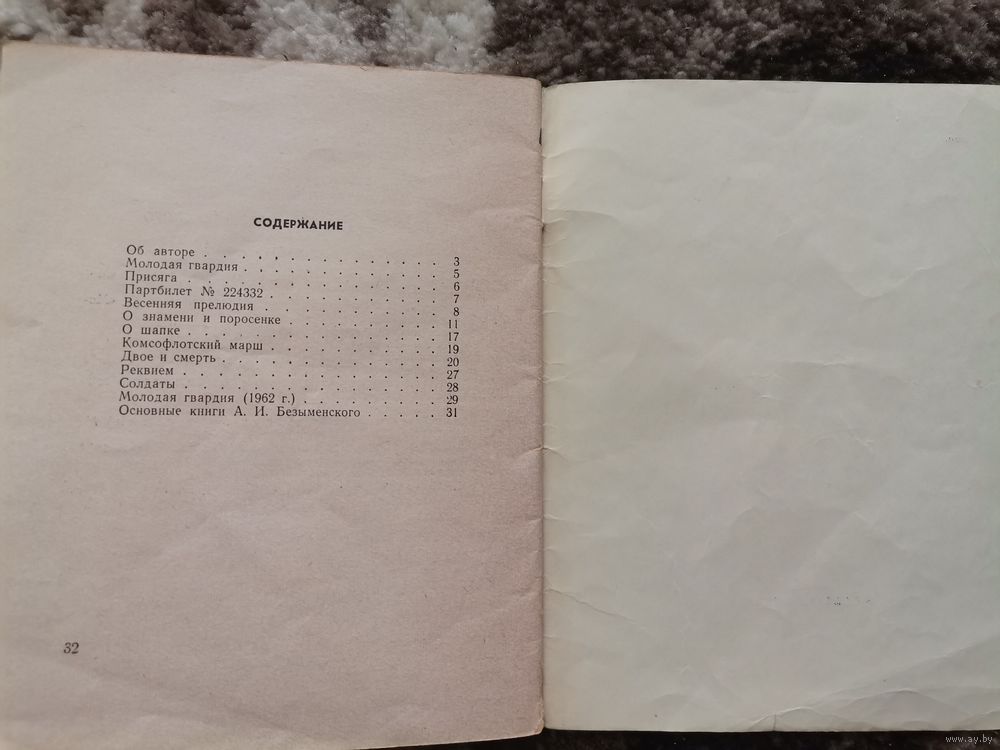 СОДЕРЖАНИЕ
Об авторе . . . . . . . . . . . . . . . 3
Молодая гвардия . . . . . . . . . . . . 5
Присяга . . . . . . . . . . . . . . . . 6
Партбилет № 224332 . . . . . . . . . . 7
Весенняя прелюдия . . . . . . . . . . . 8
О знамени и поросенке . . . . . . . . . 11
О шапке . . . . . . . . . . . . . . . . 17
Комсофлотский марш . . . . . . . . . . 19
Двое и смерть . . . . . . . . . . . . . 20
Реквием . . . . . . . . . . . . . . . . 27
Солдаты . . . . . . . . . . . . . . . . 28
Молодая гвардия (1962 г.) . . . . . . . 29
Основные книги А. И. Безыменского . . . . . 31
32
www.ay.by